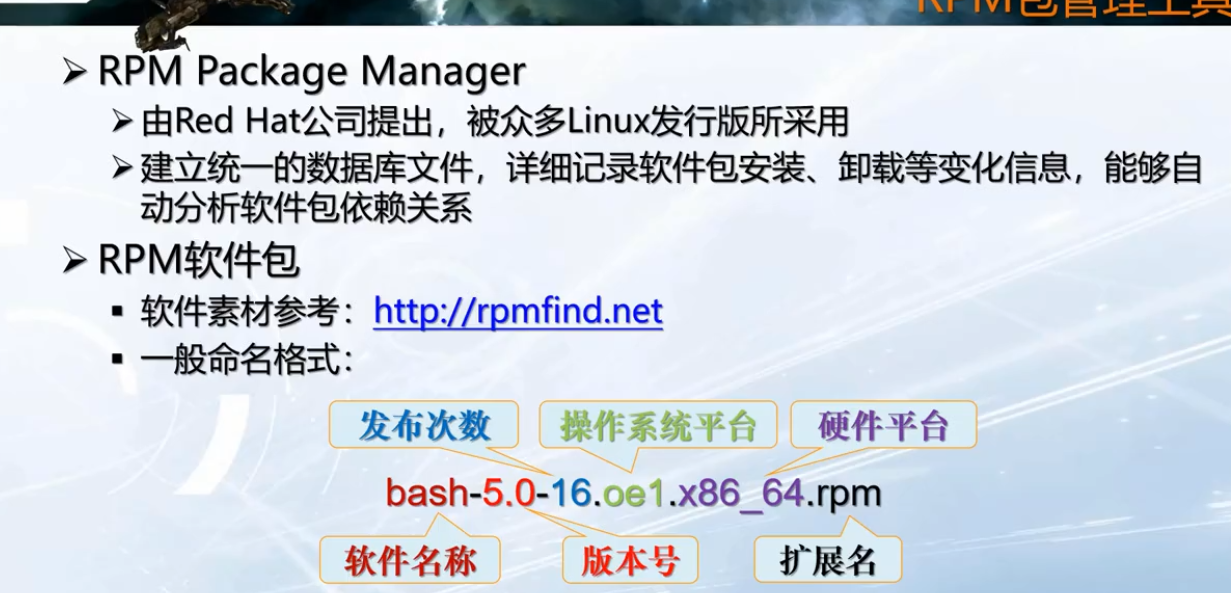 RPM包管理工具
RPM Package Manager
由Red Hat公司提出，被众多Linux发行版所采用
建立统一的数据库文件，详细记录软件包安装、卸载等变化信息，能够自
动分析软件包依赖关系
RPM软件包
软件素材参考：http://rpmfind.net
一般命名格式：
发布次数 操作系统平台 硬件平台
bash-5.0-16.oe1.x86_64.rpm
软件名称 版本号 扩展名